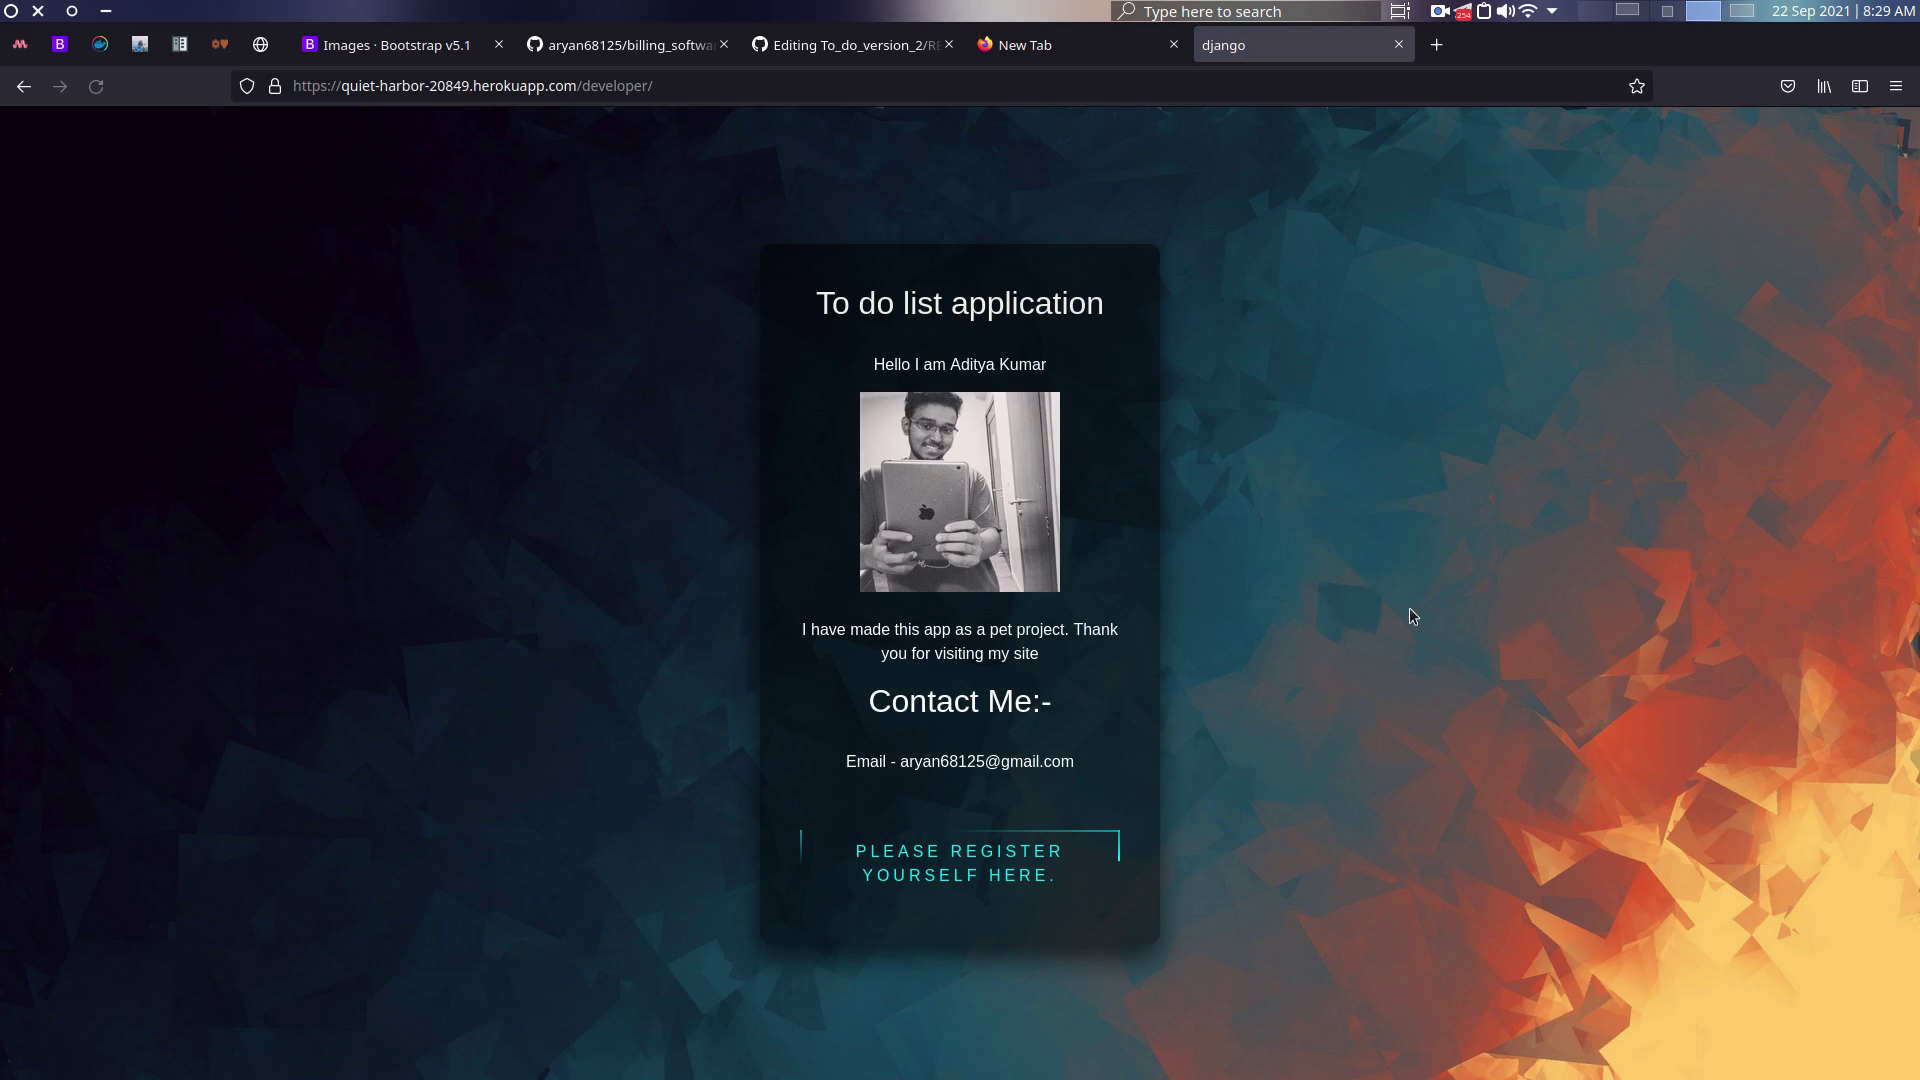 Type here to search
254
22 Sep 2021 | 8:29 AM
B
B Images · Bootstrap v5.1
aryan68125/billing_softwa
Editing To_do_version_2/RE
New Tab
django
https://quiet-harbor-20849.herokuapp.com/developer/
To do list application
Hello I am Aditya Kumar
I have made this app as a pet project. Thank
you for visiting my site
Contact Me:-
Email - aryan68125@gmail.com
PLEASE REGISTER
YOURSELF HERE.